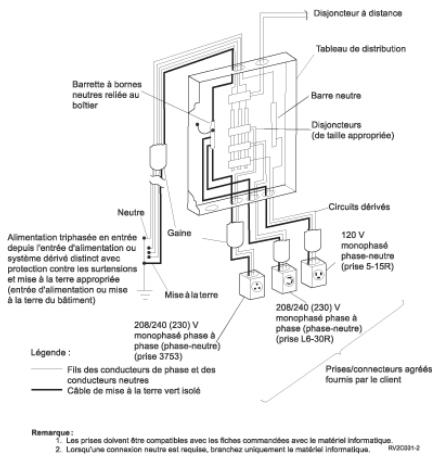 Disjoncteur à distance
Tableau de distribution
Barrette à bornes
neutres reliée au
boîtier
Barre neutre
Disjoncteurs
(de taille appropriée)
Circuits dérivés
Neutre
Gaine
Alimentation triphasée en entrée
depuis l'entrée d'alimentation ou
système dérivé distinct avec
protection contre les surtensions
et mise à la terre appropriée
(entrée d'alimentation ou mise
à la terre du bâtiment)
Mise à la terre
120 V
monophasé
phase-neutre
(prise 5-15R)
208/240 (230) V
monophasé phase à
phase (phase-neutre)
(prise L6-30R)
208/240 (230) V
monophasé phase à
phase (phase-neutre)
(prise 3753)
Prises/connecteurs agréés
fournis par le client
Légende :
Fils des conducteurs de phase et des
conducteurs neutres
Câble de mise à la terre vert isolé
Remarque :
1. Les prises doivent être compatibles avec les fiches commandées avec le matériel informatique.
2. Lorsqu'une connexion neutre est requise, branchez uniquement le matériel informatique.
RV2C031-2